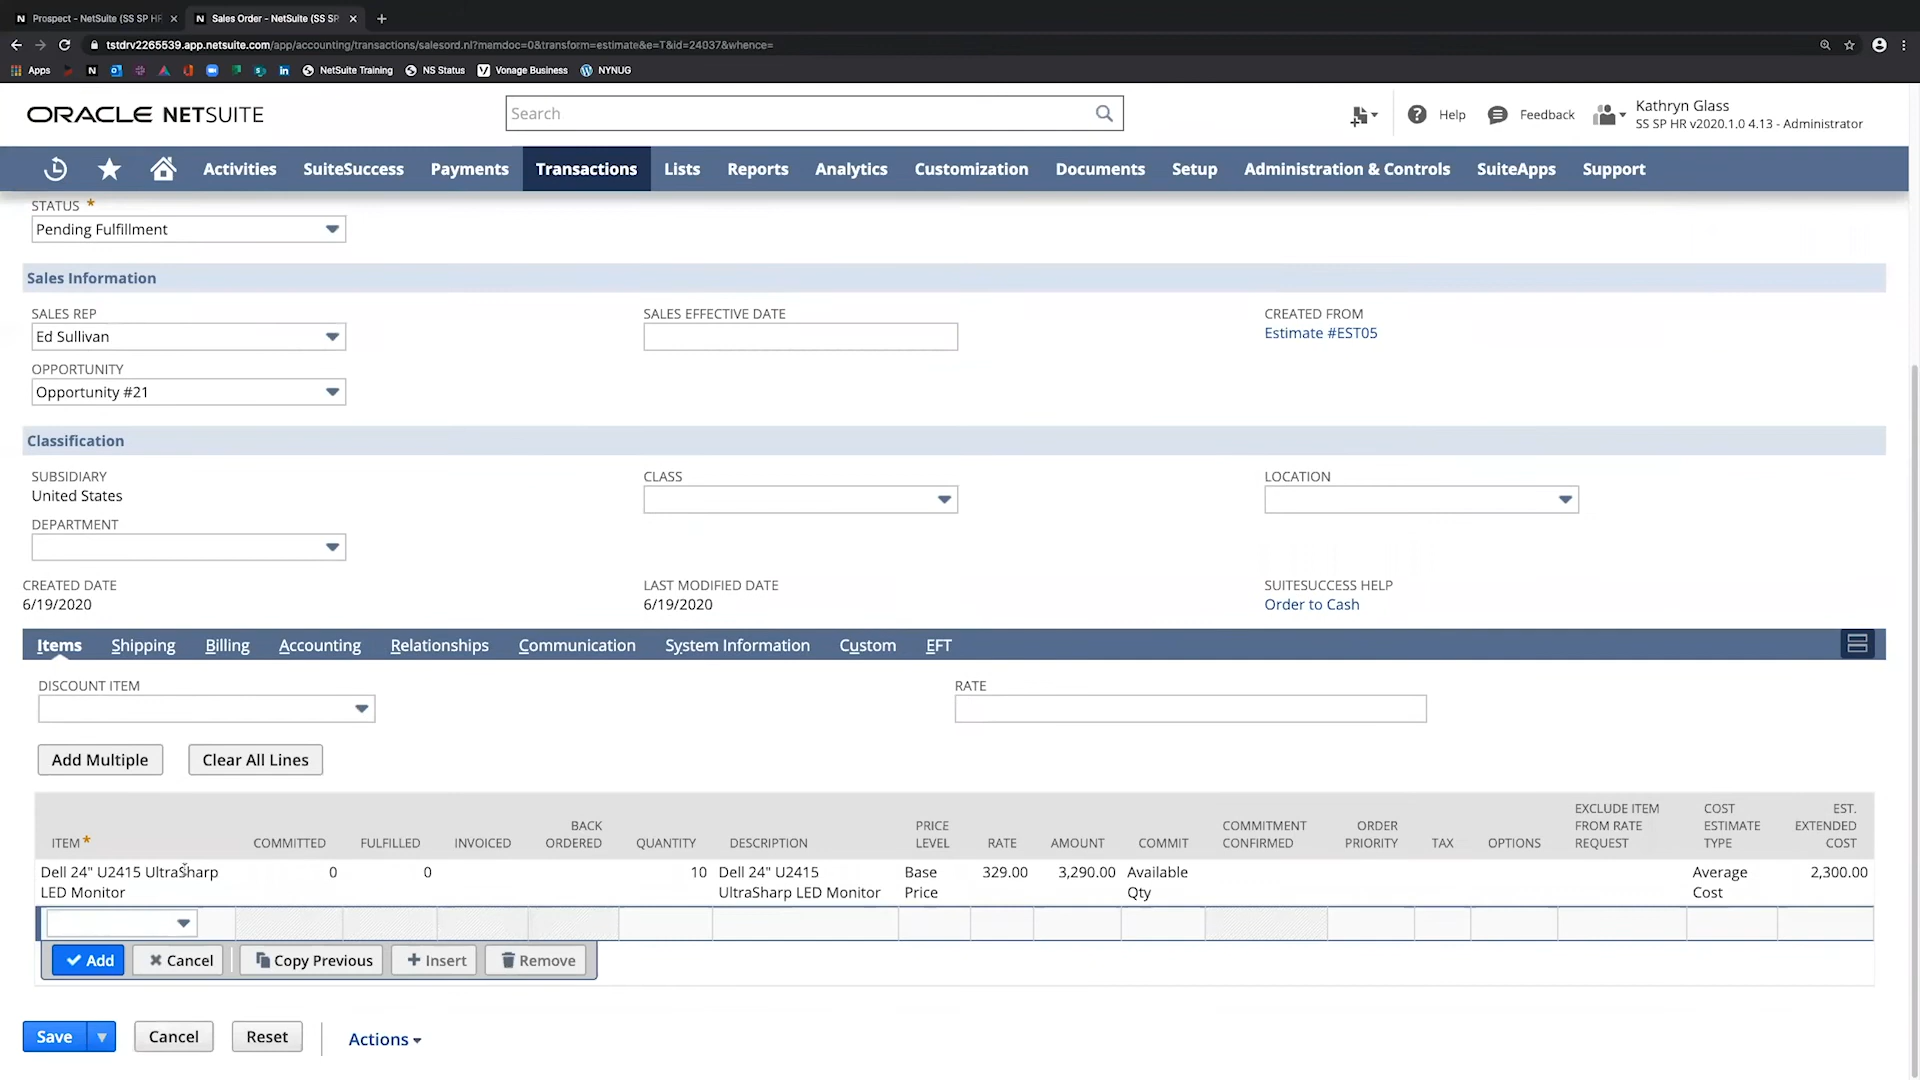 Prospect - NetSuite (SS SP HR
Sales Order - NetSuite (SS SP
tstdrv2265539.app.netsuite.com/app/accounting/transactions/salesord.nl?memdoc=0&transform=estimate&e=T&id=24037&whence=
Apps NetSuite Training NS Status Vonage Business NYNUG
ORACLE NETSUITE
Search
Help Feedback
Kathryn Glass
SS SP HR v2020.1.0 4.13 - Administrator
Activities SuiteSuccess Payments Transactions Lists Reports Analytics Customization Documents Setup Administration & Controls SuiteApps Support
STATUS *
Pending Fulfillment
Sales Information
SALES REP
Ed Sullivan
OPPORTUNITY
Opportunity #21
SALES EFFECTIVE DATE
CREATED FROM
Estimate #EST05
Classification
SUBSIDIARY
United States
DEPARTMENT
CLASS
LOCATION
CREATED DATE
6/19/2020
LAST MODIFIED DATE
6/19/2020
SUITESUCCESS HELP
Order to Cash
Items Shipping Billing Accounting Relationships Communication System Information Custom EFT
DISCOUNT ITEM
RATE
Add Multiple Clear All Lines
ITEM * COMMITTED FULFILLED INVOICED BACK ORDERED QUANTITY DESCRIPTION PRICE LEVEL RATE AMOUNT COMMIT COMMITMENT CONFIRMED ORDER PRIORITY TAX OPTIONS EXCLUDE ITEM FROM RATE REQUEST COST ESTIMATE TYPE EST. EXTENDED COST
Dell 24" U2415 UltraSharp 0 0 10 Dell 24" U2415 Base 329.00 3,290.00 Available Average 2,300.00
LED Monitor UltraSharp LED Monitor Price Qty Cost
Add Cancel Copy Previous Insert Remove
Save Cancel Reset Actions